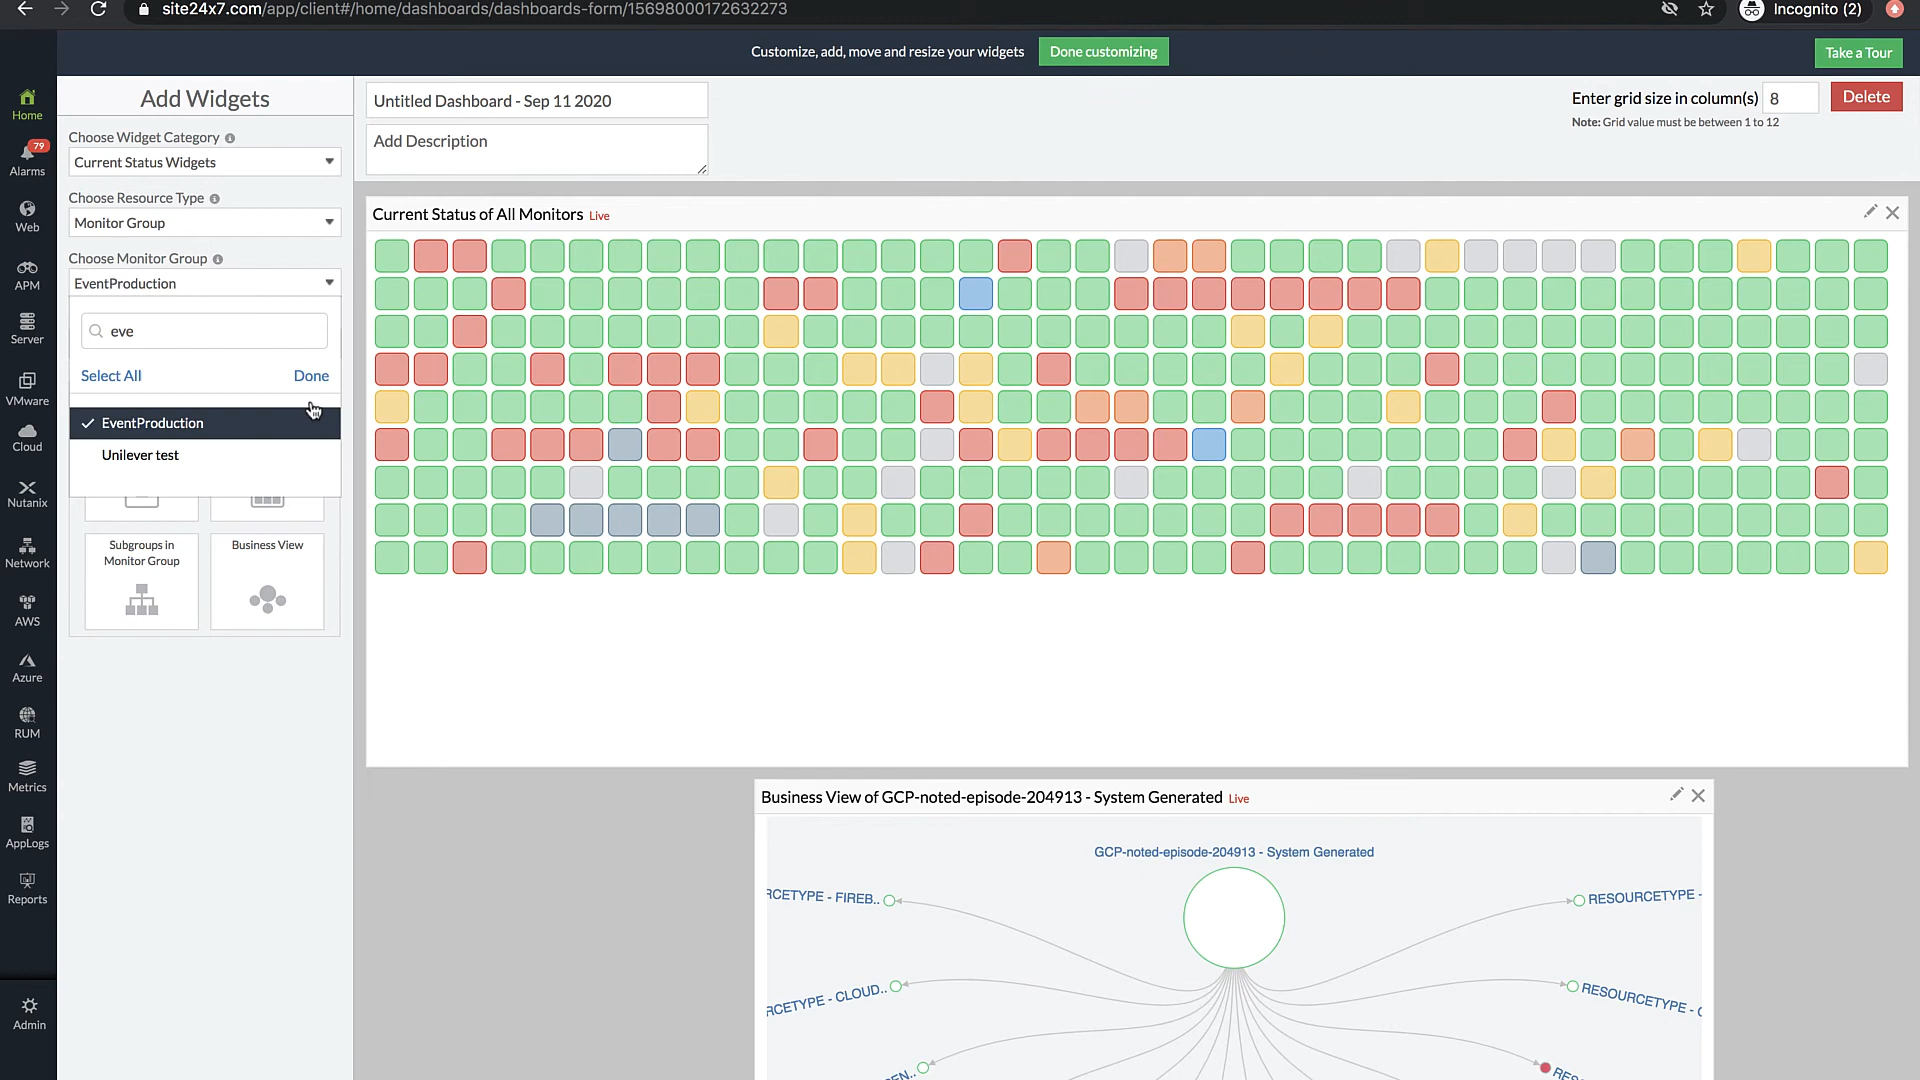 site24x7.com/app/client#/home/dashboards/dashboards-form/15698000172632273
Incognito (2)
Customize, add, move and resize your widgets
Done customizing
Take a Tour
Home
79
Alarms
Web
APM
Server
VMware
Cloud
Nutanix
Network
AWS
Azure
RUM
Metrics
AppLogs
Reports
Admin
Add Widgets
Choose Widget Category
Current Status Widgets
Choose Resource Type
Monitor Group
Choose Monitor Group
EventProduction
eve
Select All
Done
EventProduction
Unilever test
Subgroups in
Monitor Group
Business View
Untitled Dashboard - Sep 11 2020
Add Description
Enter grid size in column(s)
8
Delete
Note: Grid value must be between 1 to 12
Current Status of All Monitors Live
Business View of GCP-noted-episode-204913 - System Generated Live
GCP-noted-episode-204913 - System Generated
RCETYPE - FIREB..
RESOURCETYPE -
RCETYPE - CLOUD..
RESOURCETYPE -
EN..
RES